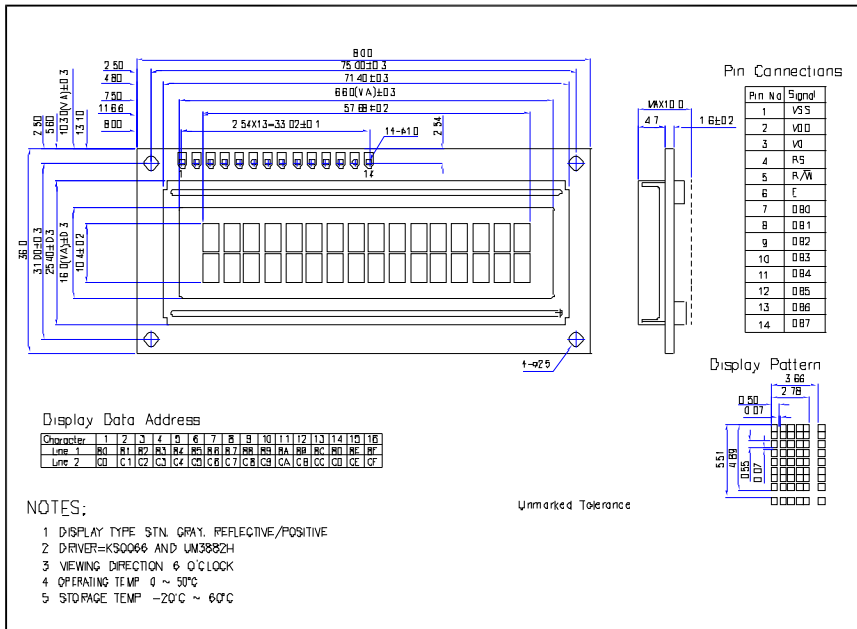 80.0
75.00±0.3
71.40±0.3
66.0(VA)±0.3
57.68±0.2
2.54X13=33.02±0.1
2.50
4.80
7.50
11.66
8.00
2.50
5.60
10.30(VA)±0.3
13.10
2.54
14-ø1.0
1
14
36.0
31.00±0.3
25.40±0.3
16.0(VA)±0.3
10.4±0.2
4-ø2.5
MAX10.0
4.7
1.6±0.2
Pin Connections
Pin No Signal
1 VSS
2 VDD
3 VO
4 RS
5 R/W
6 E
7 DB0
8 DB1
9 DB2
10 DB3
11 DB4
12 DB5
13 DB6
14 DB7
Display Pattern
3.66
2.78
0.50
0.07
5.51
4.89
0.55
0.07
Display Data Address
Character 1 2 3 4 5 6 7 8 9 10 11 12 13 14 15 16
Line 1 80 81 82 83 84 85 86 87 88 89 8A 8B 8C 8D 8E 8F
Line 2 C0 C1 C2 C3 C4 C5 C6 C7 C8 C9 CA CB CC CD CE CF
NOTES:
1 DISPLAY TYPE STN. GRAY. REFLECTIVE/POSITIVE
2 DRIVER=KS0066 AND UM3882H
3 VIEWING DIRECTION 6 O'CLOCK
4 OPERATING TEMP 0 ~ 50°C
5 STORAGE TEMP -20°C ~ 60°C
Unmarked Tolerance